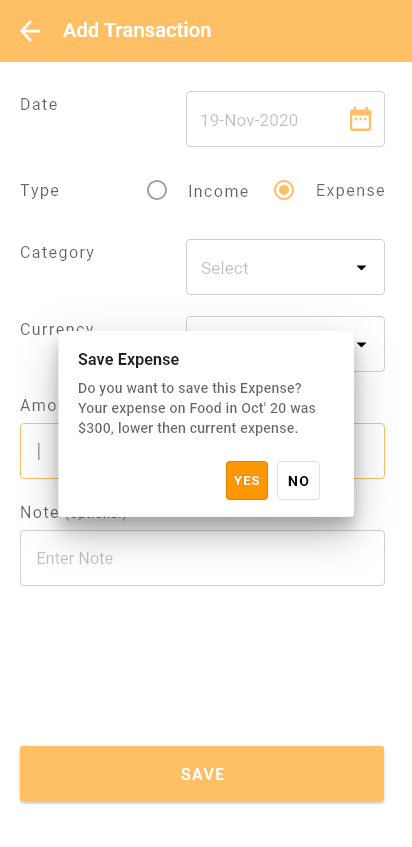 Add Transaction
Date
19-Nov-2020
Type
Income
Expense
Category
Select
Currency
Save Expense
Do you want to save this Expense?
Your expense on Food in Oct' 20 was
$300, lower then current expense.
YES
NO
Note (optional)
Enter Note
SAVE